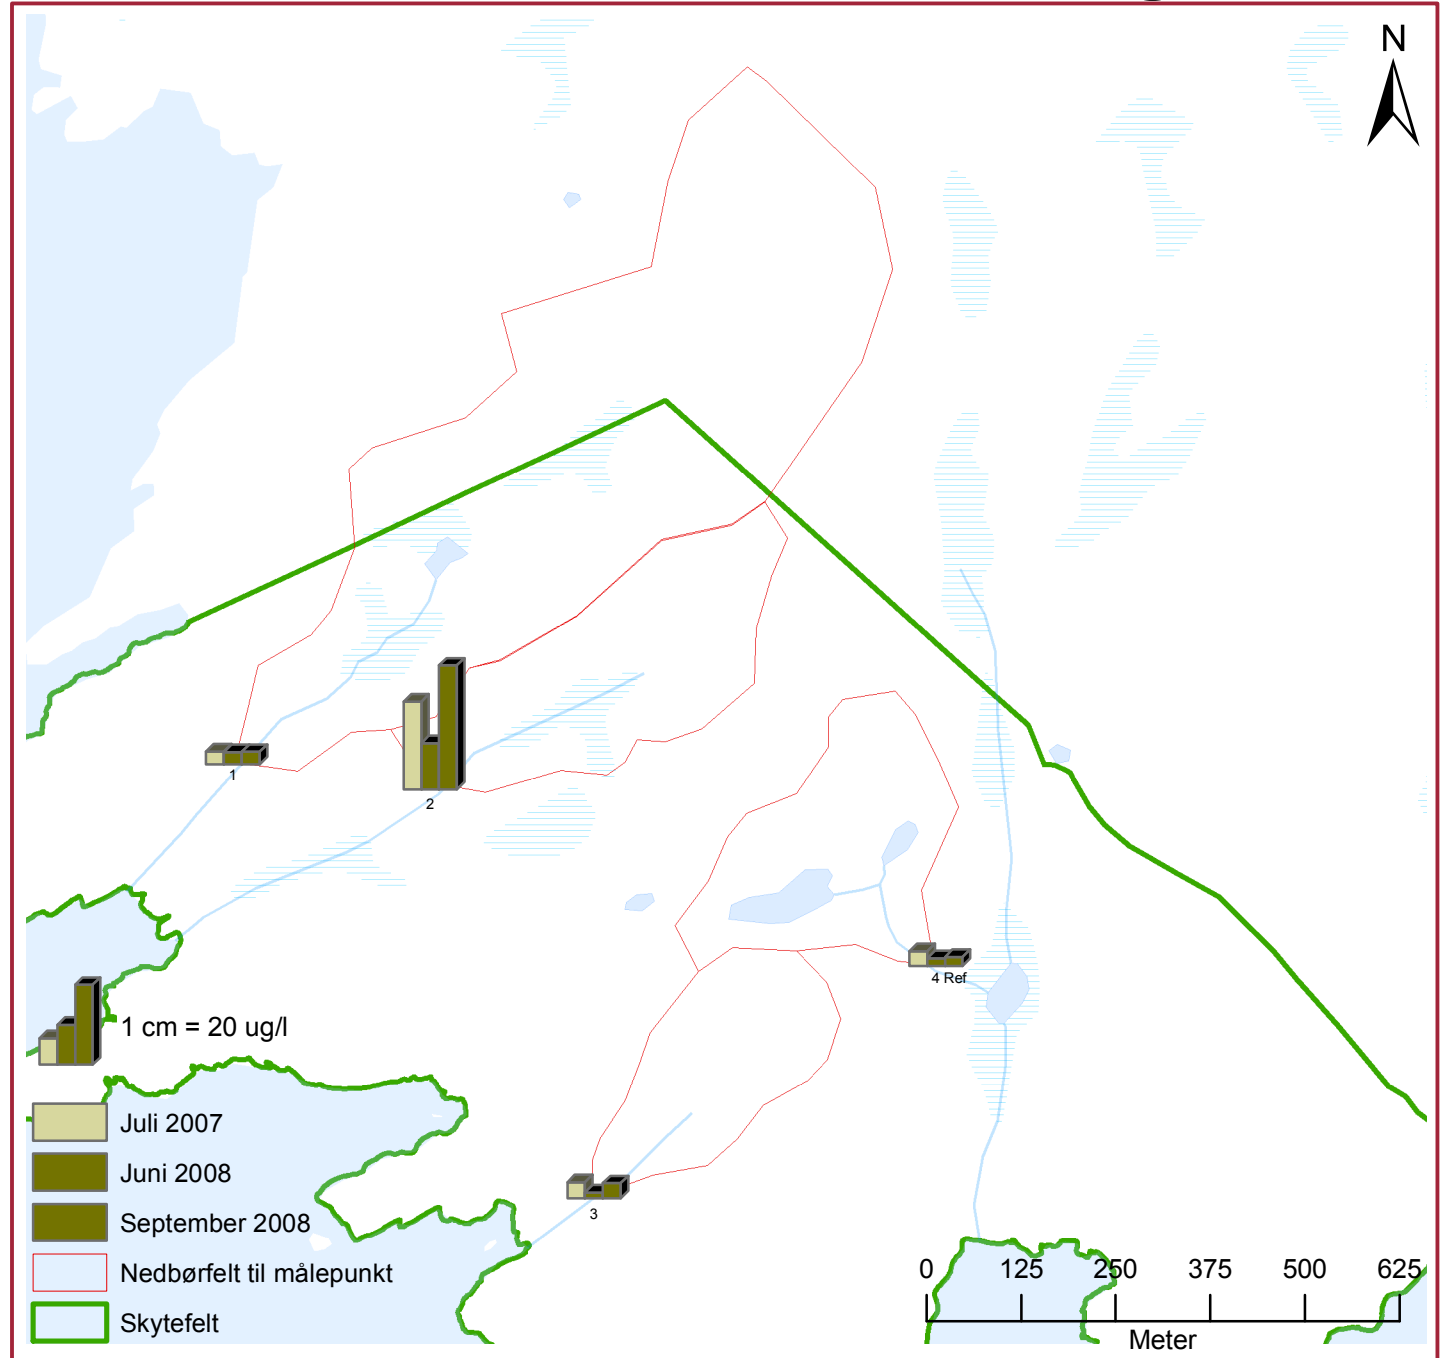 N
1
2
4 Ref
1 cm = 20 ug/l
Juli 2007
Juni 2008
September 2008
3
Nedbørfelt til målepunkt
Skytefelt
0 125 250 375 500 625
Meter